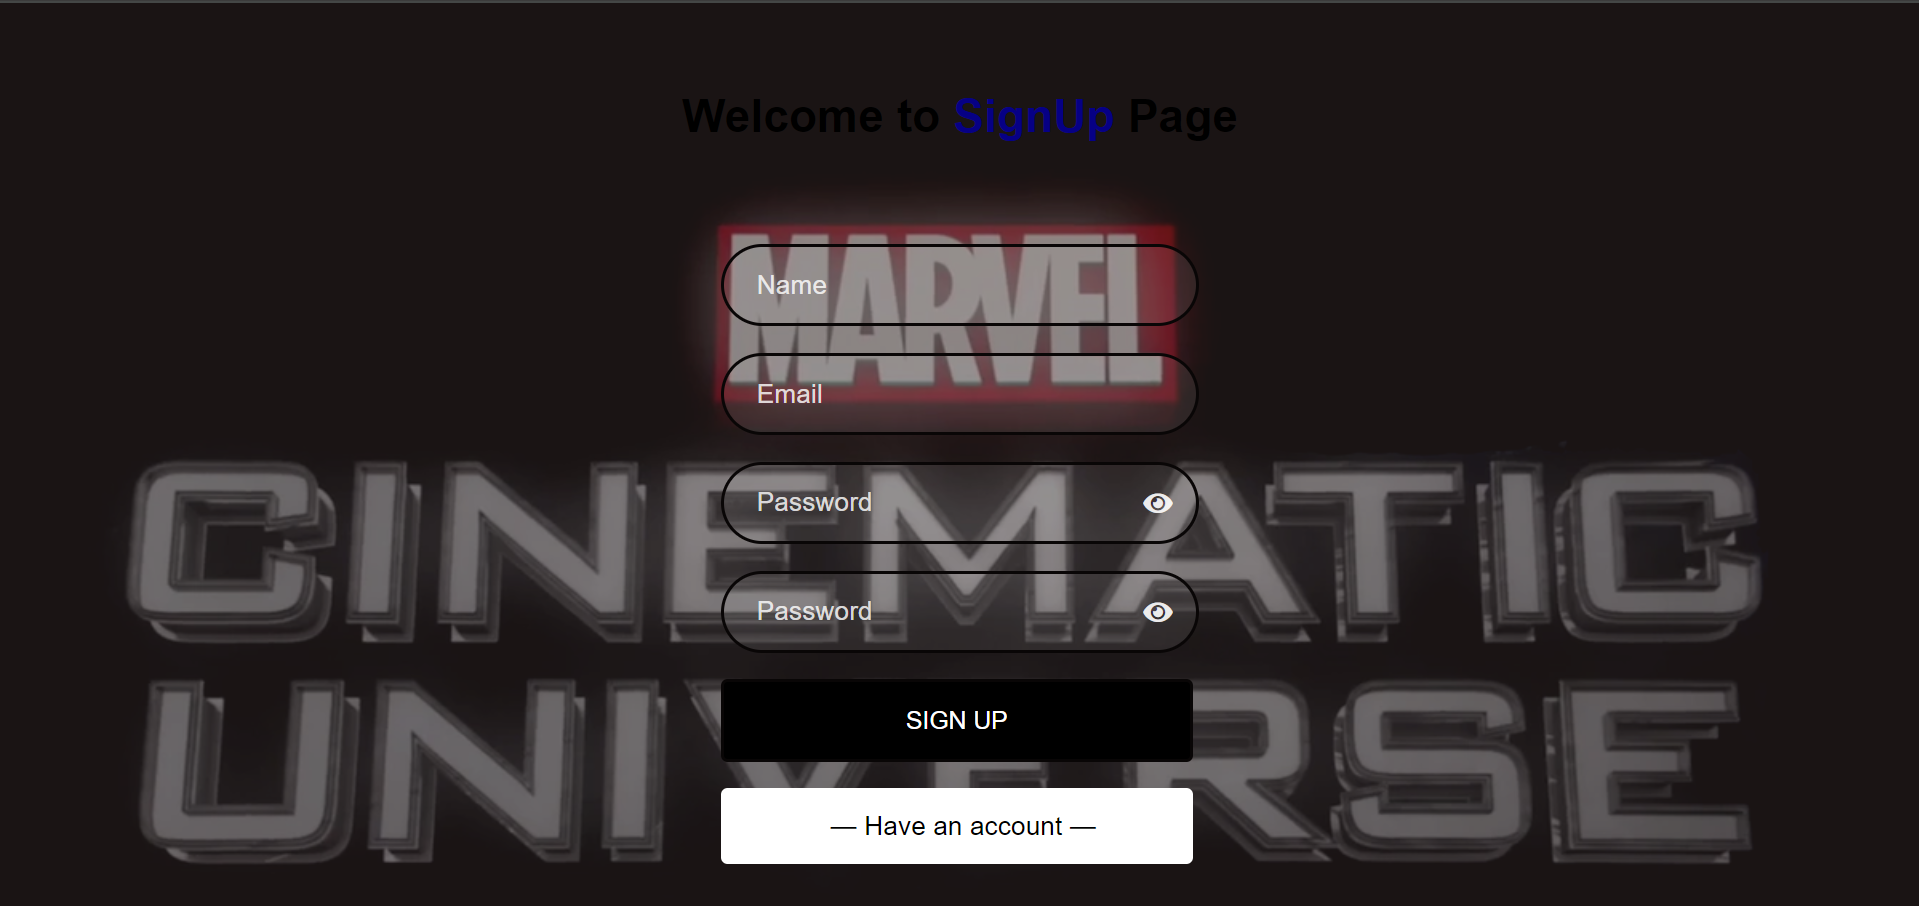 Welcome to SignUp Page
MARVEL
Name
Email
CINEMATIC
Password
Password
UNIVERSE
SIGN UP
— Have an account —